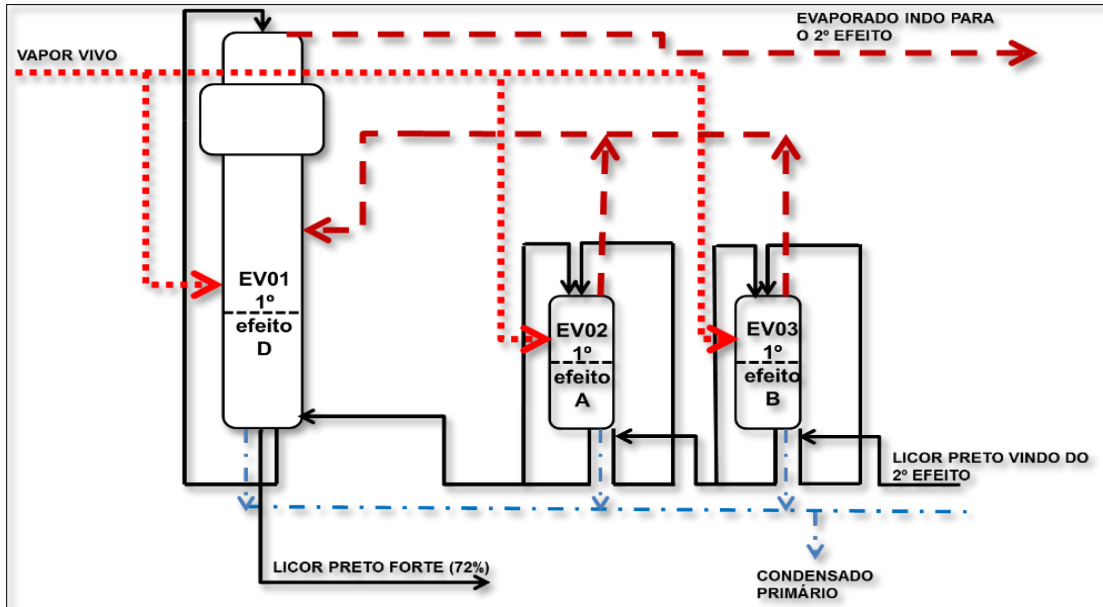 EVAPORADO INDO PARA
O 2º EFEITO
VAPOR VIVO
EV01
1º
efeito
D
EV02
1º
efeito
A
EV03
1º
efeito
B
LICOR PRETO VINDO DO
2º EFEITO
LICOR PRETO FORTE (72%)
CONDENSADO
PRIMÁRIO